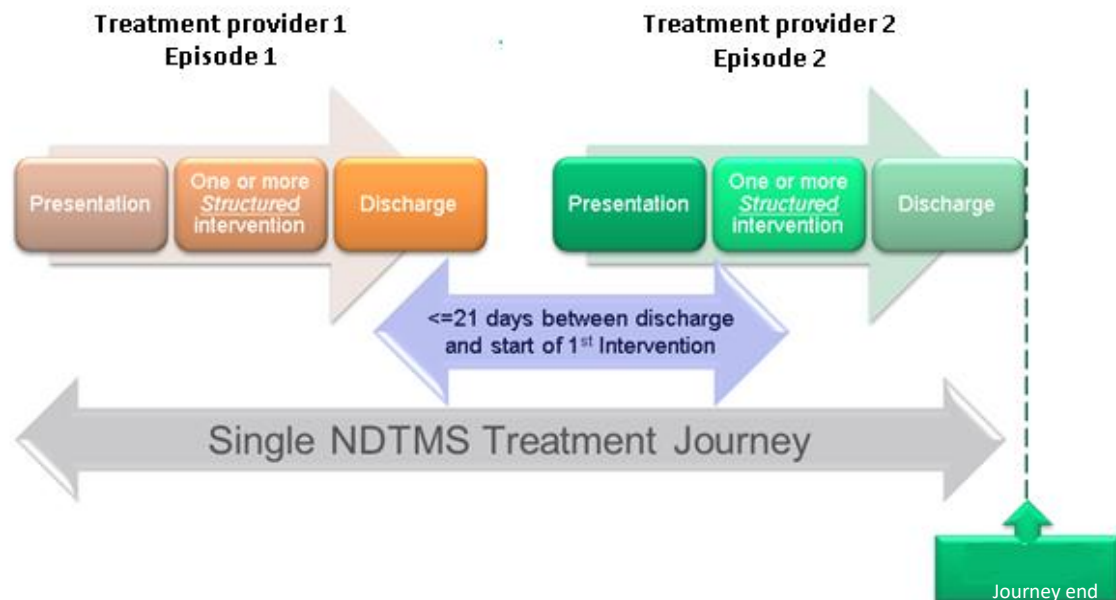 Treatment provider 1
Episode 1
Treatment provider 2
Episode 2
Presentation
One or more
Structured
intervention
Discharge
Presentation
One or more
Structured
intervention
Discharge
<=21 days between discharge
and start of 1st Intervention
Single NDTMS Treatment Journey
Journey end